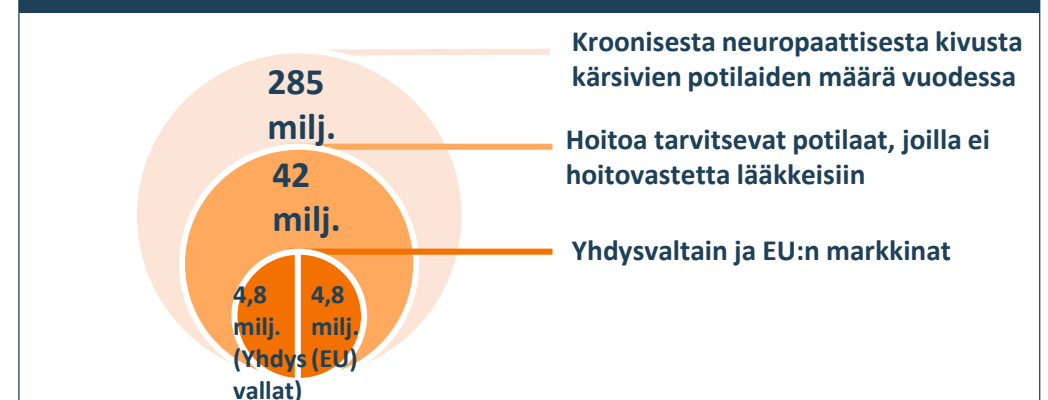 285
milj.
Kroonisesta neuropaattisesta kivusta
kärsivien potilaiden määrä vuodessa
42
milj.
Hoitoa tarvitsevat potilaat, joilla ei
hoitovastetta lääkkeisiin
Yhdysvaltain ja EU:n markkinat
4,8
milj.
(Yhdys
vallat)
4,8
milj.
(EU)